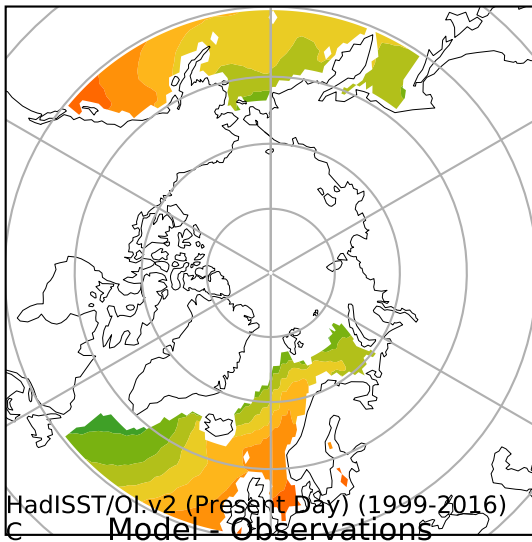 HadISST/OI.v2 (Present Day) (1999-2016)
C
Model - Observations